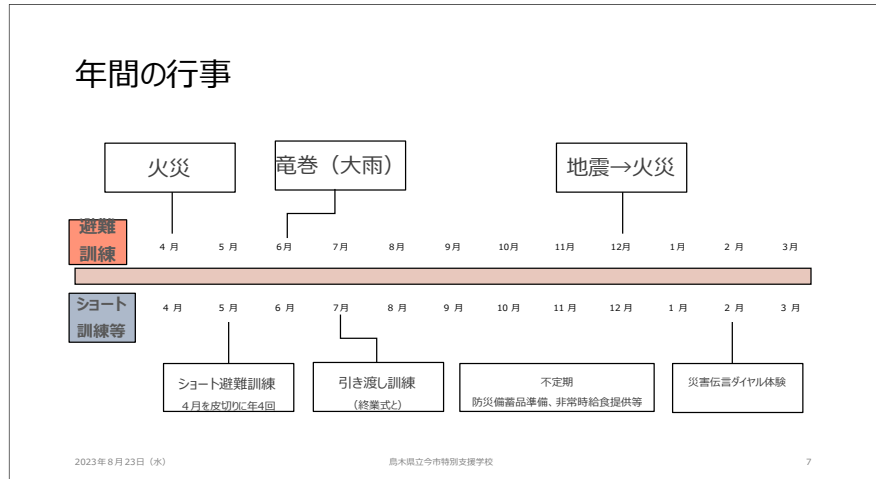 年間の行事
火災
竜巻（大雨）
地震→火災
避難
訓練
4月 5月 6月 7月 8月 9月 10月 11月 12月 1月 2月 3月
ショート
訓練等
4月 5月 6月 7月 8月 9月 10月 11月 12月 1月 2月 3月
ショート避難訓練
4月を皮切りに年4回
引き渡し訓練
（終業式と）
不定期
防災備蓄品準備、非常時給食提供等
災害伝言ダイヤル体験
2023年8月23日（水）
島木県立今市特別支援学校
7